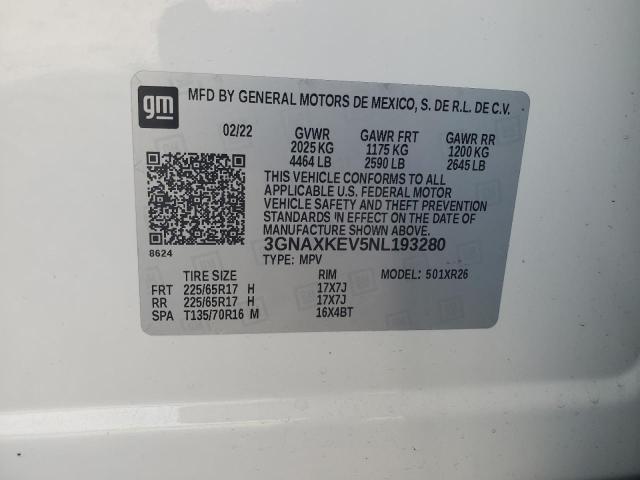 gm
MFD BY GENERAL MOTORS DE MEXICO, S. DE R.L. DE C.V.
02/22 GVWR GAWR FRT GAWR RR
2025 KG 1175 KG 1200 KG
4464 LB 2590 LB 2645 LB
THIS VEHICLE CONFORMS TO ALL
APPLICABLE U.S. FEDERAL MOTOR
VEHICLE SAFETY AND THEFT PREVENTION
STANDARDS IN EFFECT ON THE DATE OF
MANUFACTURE SHOWN ABOVE.
8624 3GNAXKEV5NL193280
TYPE: MPV
TIRE SIZE RIM MODEL: 501XR26
FRT 225/65R17 H 17X7J
RR 225/65R17 H 17X7J
SPA T135/70R16 M 16X4BT